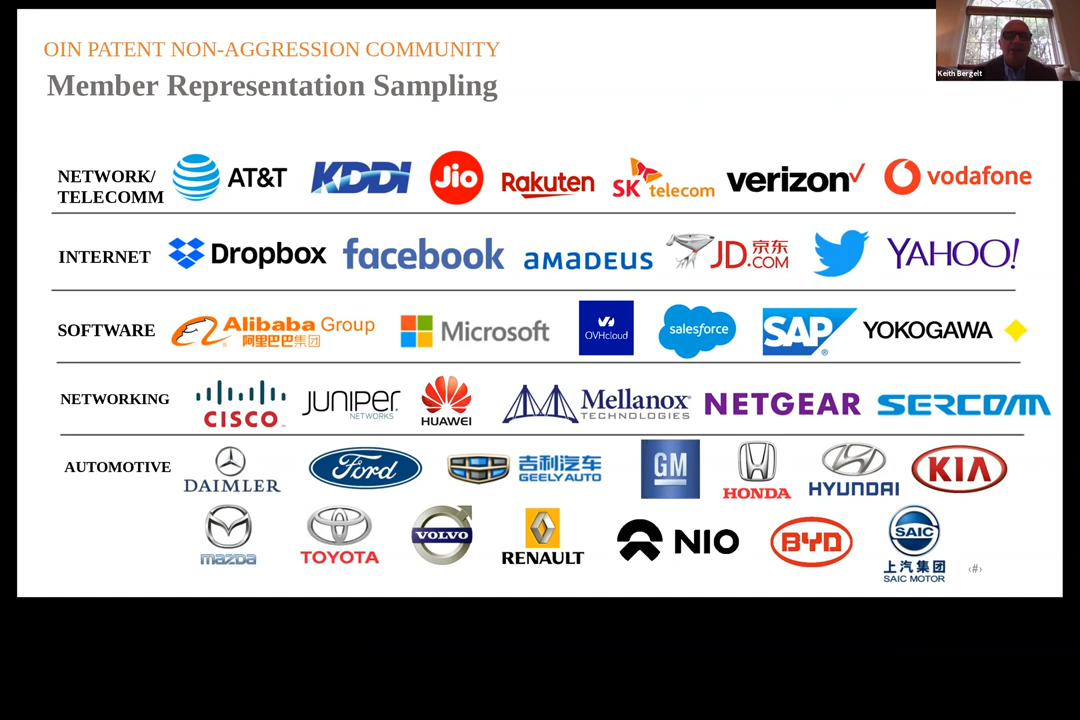 OIN PATENT NON-AGGRESSION COMMUNITY
Member Representation Sampling
Keith Bergelt
NETWORK/
TELECOMM
AT&T
KDDI
Jio
Rakuten
SK telecom
verizon✓
vodafone
INTERNET
Dropbox
facebook
amadeus
JD.COM 京东
YAHOO!
SOFTWARE
Alibaba Group
阿里巴巴集团
Microsoft
OVHcloud
salesforce
SAP®
YOKOGAWA
NETWORKING
CISCO™
JUNIPER
NETWORKS
HUAWEI
Mellanox®
TECHNOLOGIES
NETGEAR
SERCOMM
AUTOMOTIVE
DAIMLER
Ford
吉利汽车
GEELY AUTO
GM
HONDA
HYUNDAI
KIA
mazda
TOYOTA
VOLVO
RENAULT
NIO
BYD
SAIC
上汽集团
SAIC MOTOR
‹#›